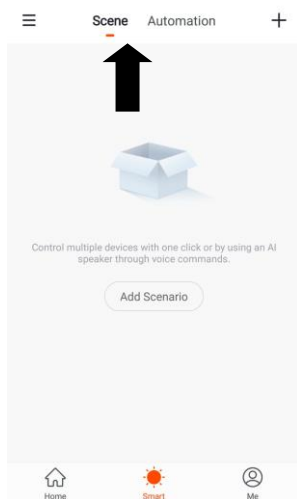 Scene Automation
Control multiple devices with one click or by using an AI
speaker through voice commands.
Add Scenario
Home Smart Me